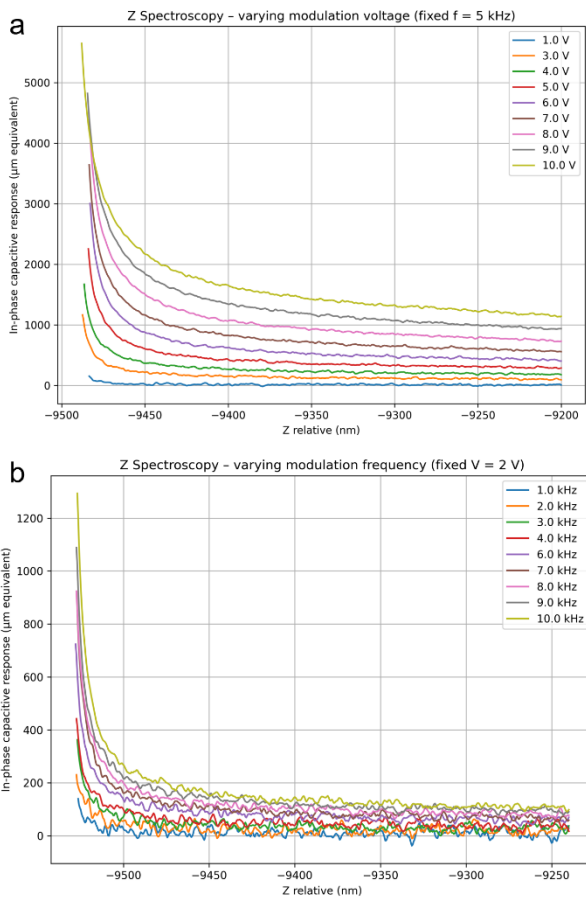 a
Z Spectroscopy – varying modulation voltage (fixed f = 5 kHz)
In-phase capacitive response (μm equivalent)
5000
4000
3000
2000
1000
0
1.0 V
3.0 V
4.0 V
5.0 V
6.0 V
7.0 V
8.0 V
9.0 V
10.0 V
−9500 −9450 −9400 −9350 −9300 −9250 −9200
Z relative (nm)
b
Z Spectroscopy – varying modulation frequency (fixed V = 2 V)
In-phase capacitive response (μm equivalent)
1200
1000
800
600
400
200
0
1.0 kHz
2.0 kHz
3.0 kHz
4.0 kHz
6.0 kHz
7.0 kHz
8.0 kHz
9.0 kHz
10.0 kHz
−9500 −9450 −9400 −9350 −9300 −9250
Z relative (nm)